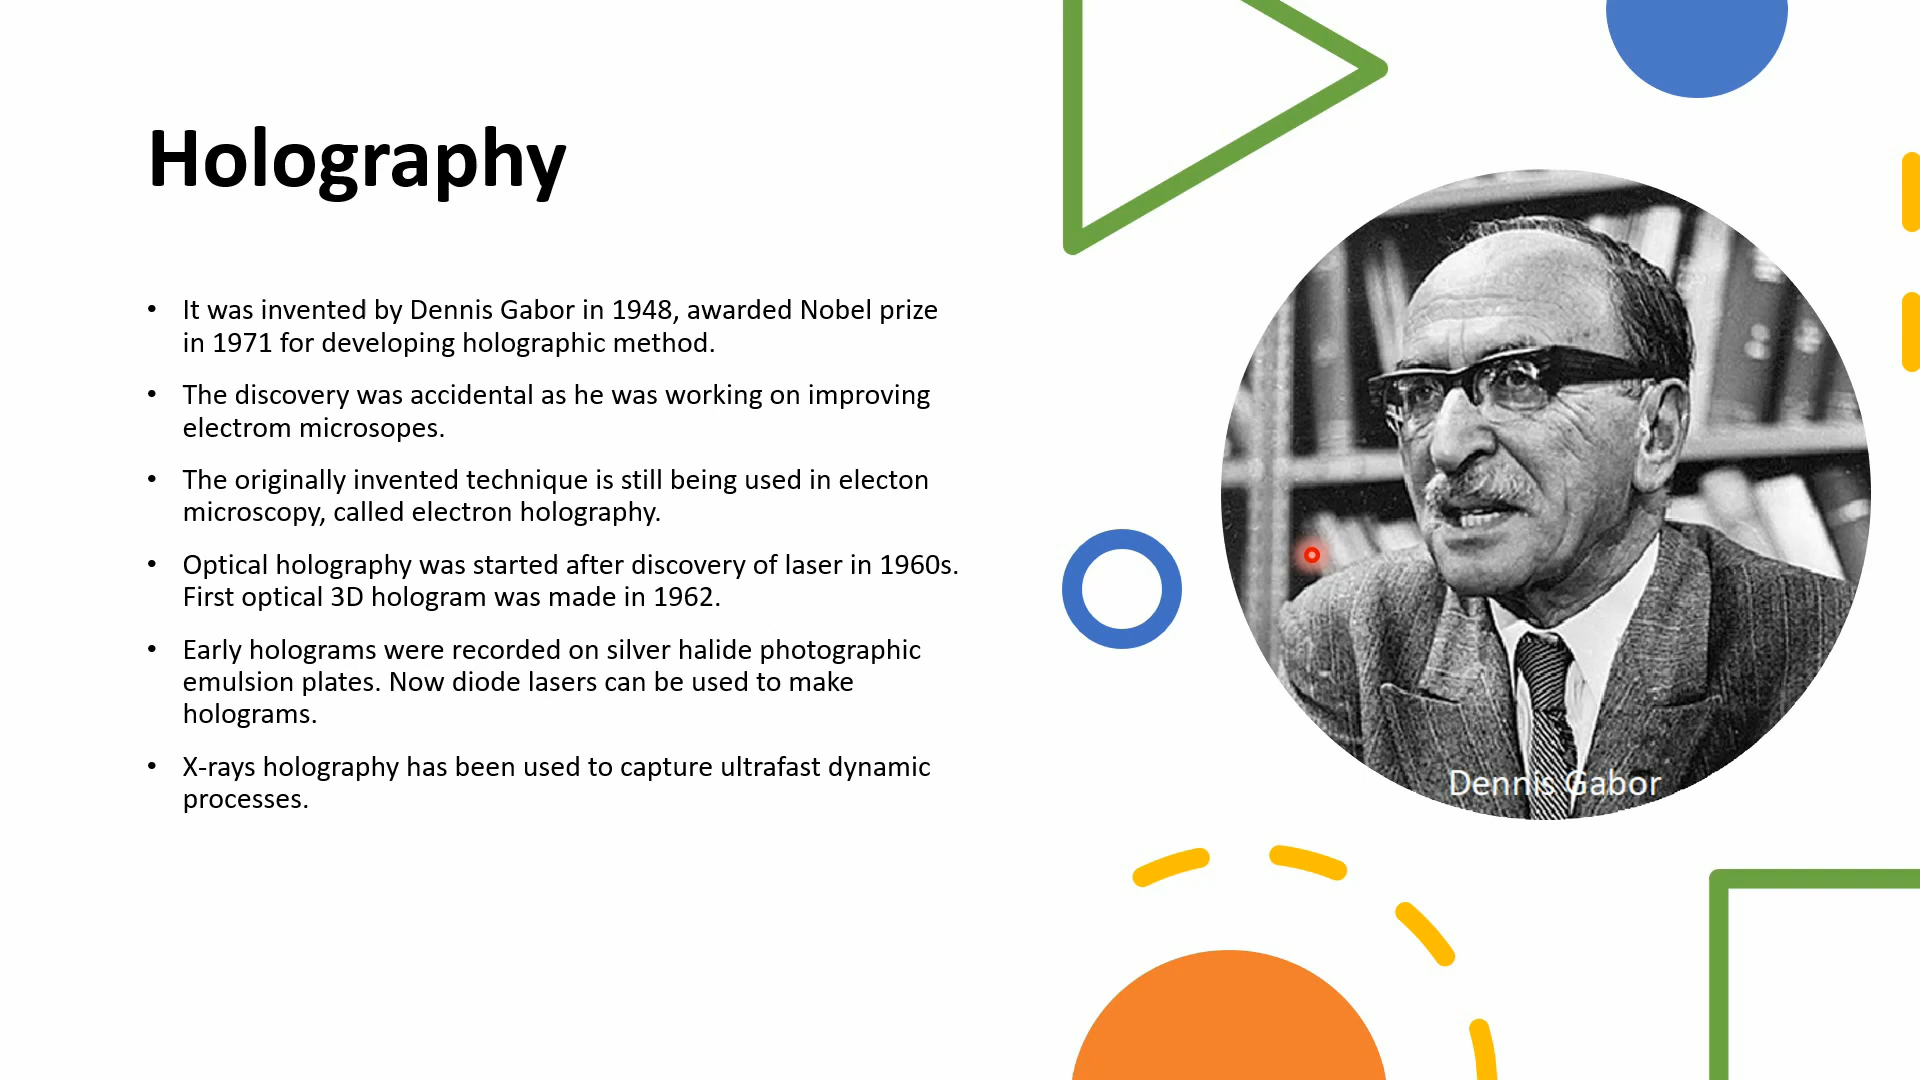 Holography
• It was invented by Dennis Gabor in 1948, awarded Nobel prize
in 1971 for developing holographic method.
• The discovery was accidental as he was working on improving
electrom microsopes.
• The originally invented technique is still being used in electon
microscopy, called electron holography.
• Optical holography was started after discovery of laser in 1960s.
First optical 3D hologram was made in 1962.
• Early holograms were recorded on silver halide photographic
emulsion plates. Now diode lasers can be used to make
holograms.
• X-rays holography has been used to capture ultrafast dynamic
processes.
Dennis Gabor